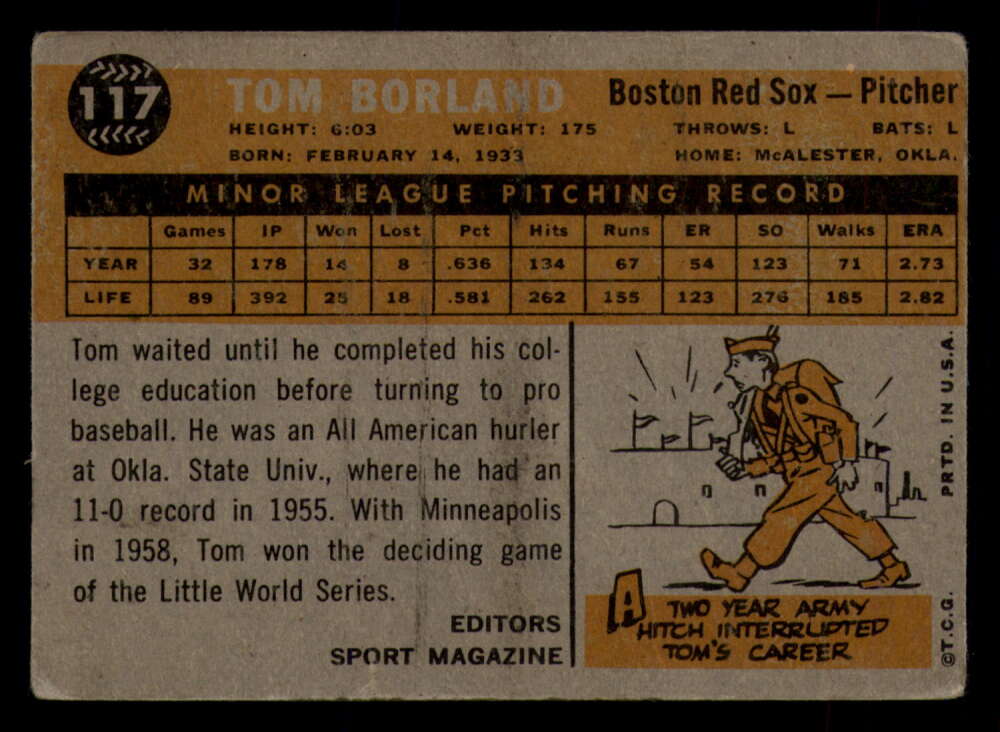 117
TOM BORLAND Boston Red Sox — Pitcher
HEIGHT: 6:03 WEIGHT: 175 THROWS: L BATS: L
BORN: FEBRUARY 14, 1933 HOME: McALESTER, OKLA.
MINOR LEAGUE PITCHING RECORD
Games IP Won Lost Pct Hits Runs ER SO Walks ERA
YEAR 32 178 14 8 .636 134 67 54 123 71 2.73
LIFE 89 392 25 18 .581 262 155 123 276 185 2.82
Tom waited until he completed his col-
lege education before turning to pro
baseball. He was an All American hurler
at Okla. State Univ., where he had an
11-0 record in 1955. With Minneapolis
in 1958, Tom won the deciding game
of the Little World Series.
EDITORS
SPORT MAGAZINE
A TWO YEAR ARMY
HITCH INTERRUPTED
TOM'S CAREER
©T.C.G. PRTD. IN U.S.A.